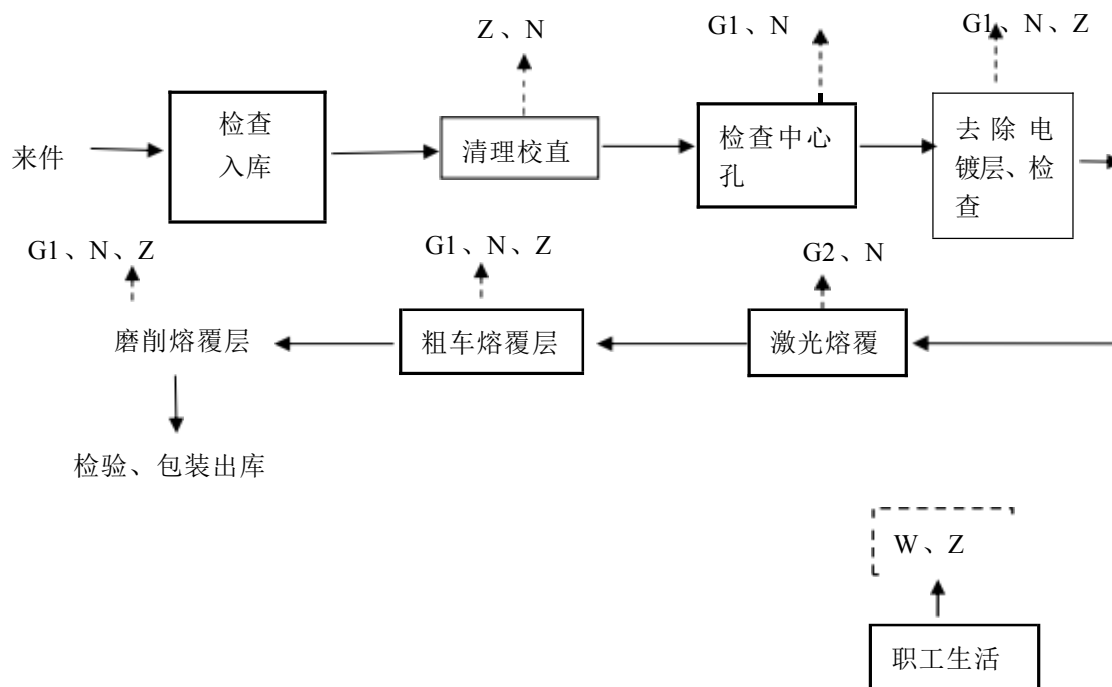 Z、N
G1、N
G1、N、Z
来件
检查
入库
清理校直
检查中心
孔
去除电
镀层、检
查
G1、N、Z
G1、N、Z
G2、N
磨削熔覆层
粗车熔覆层
激光熔覆
检验、包装出库
W、Z
职工生活